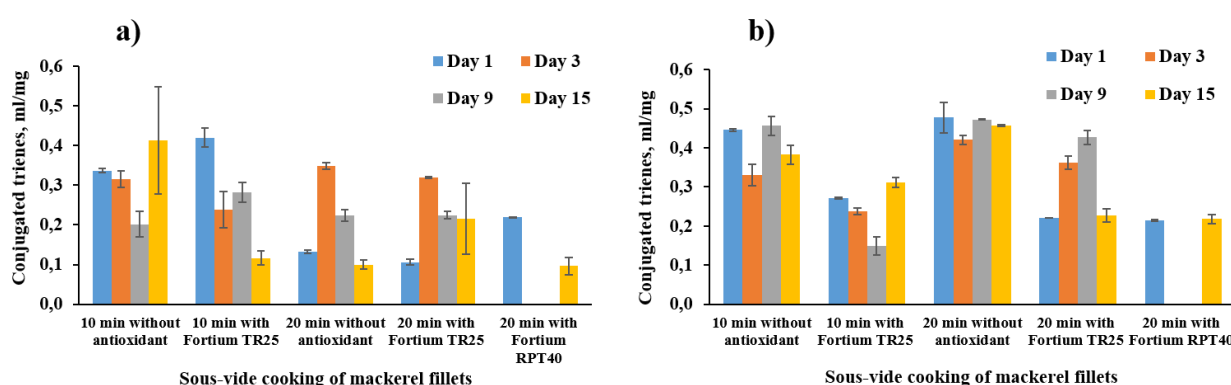 a)
Day 1 Day 3
Day 9 Day 15
Conjugated trienes, ml/mg
0,6
0,5
0,4
0,3
0,2
0,1
0,0
10 min without antioxidant
10 min with Fortium TR25
20 min without antioxidant
20 min with Fortium TR25
20 min with Fortium RPT40
Sous-vide cooking of mackerel fillets
b)
Day 1 Day 3
Day 9 Day 15
Conjugated trienes, ml/mg
0,6
0,5
0,4
0,3
0,2
0,1
0,0
10 min without antioxidant
10 min with Fortium TR25
20 min without antioxidant
20 min with Fortium TR25
20 min with Fortium RPT40
Sous-vide cooking of mackerel fillets